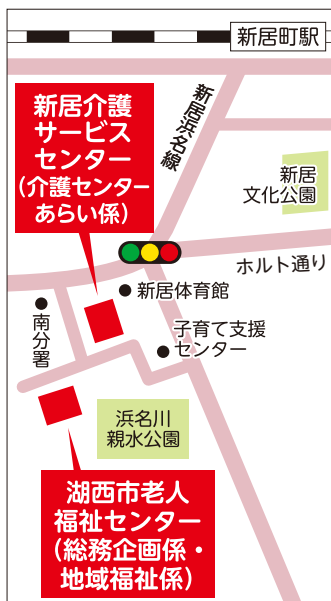 新居町駅
新居浜名線
新居介護
サービス
センター
(介護センター
あらい係)
新居
文化公園
ホルト通り
新居体育館
南分署
子育て支援
センター
浜名川
親水公園
湖西市老人
福祉センター
(総務企画係・
地域福祉係)